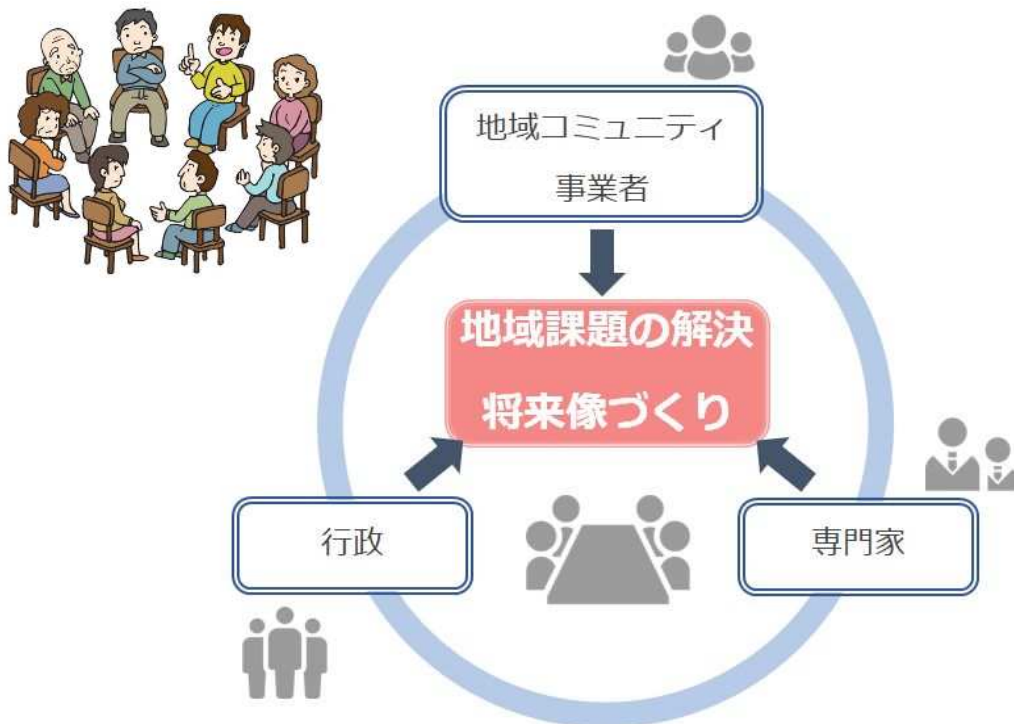 地域コミュニティ
事業者
地域課題の解決
将来像づくり
行政
専門家